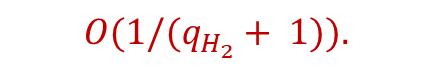 O(1/(q_{H_2} + 1)).